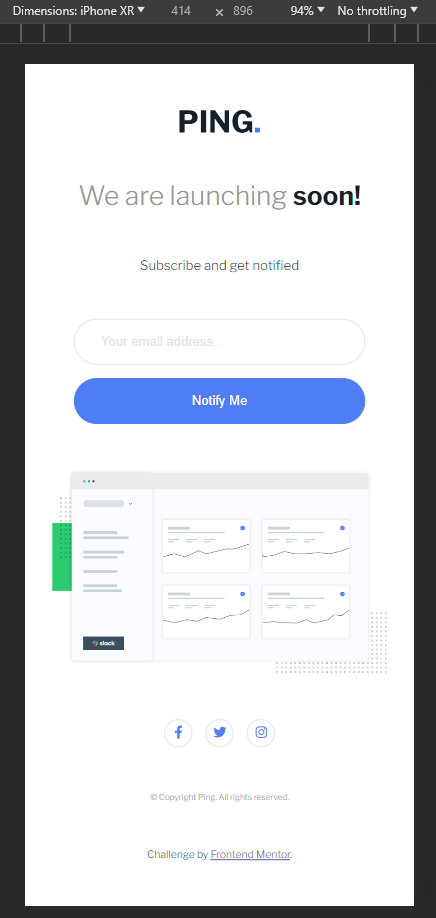 Dimensions: iPhone XR 414 × 896 94% No throttling
PING.
We are launching soon!
Subscribe and get notified
Your email address...
Notify Me
slack
© Copyright Ping. All rights reserved.
Challenge by Frontend Mentor.